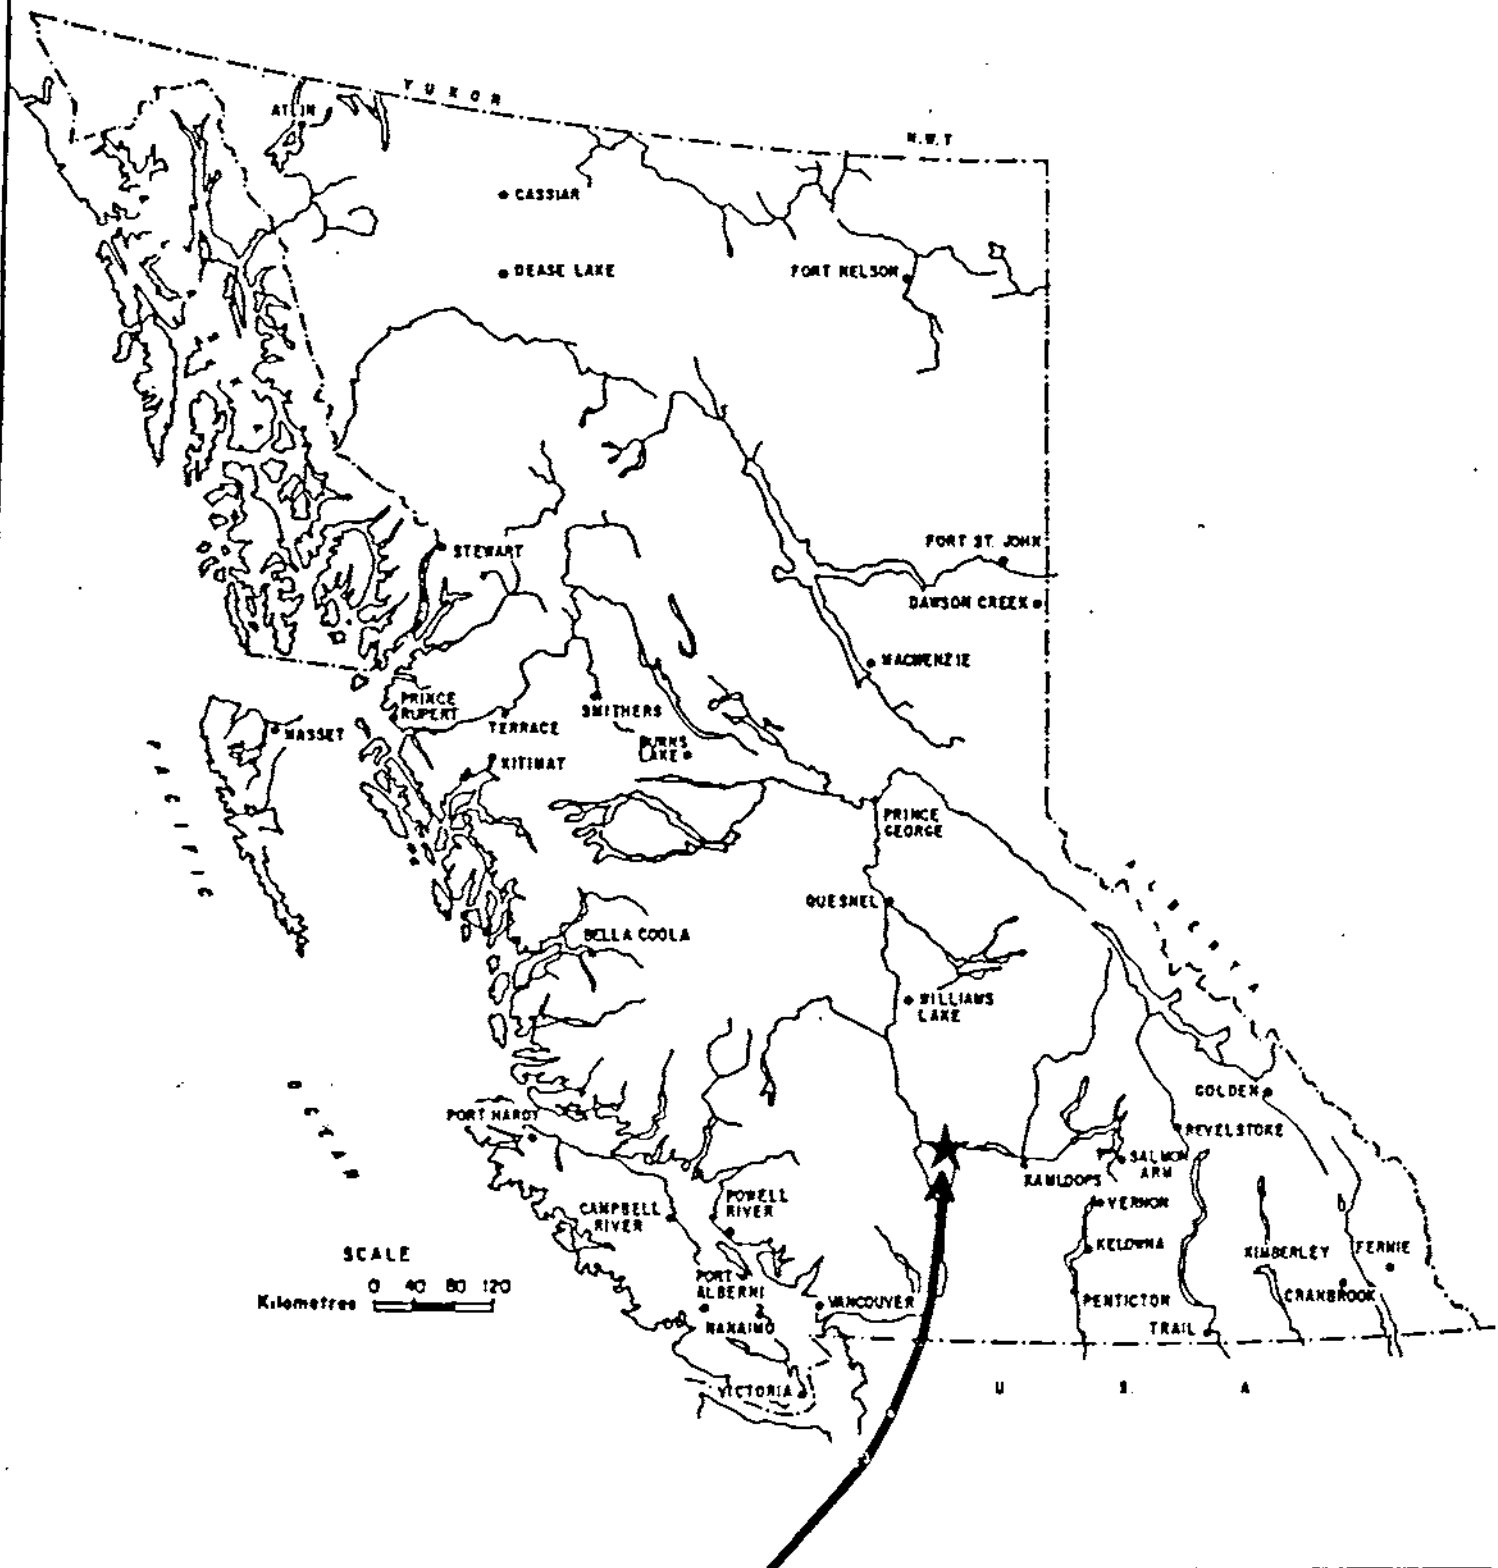 YUKON
N.W.T
ATLIN
CASSIAR
DEASE LAKE
FORT NELSON
STEWART
FORT ST. JOHN
DAWSON CREEK
MACKENZIE
PRINCE
RUPERT
TERRACE
SMITHERS
BURNS
LAKE
MASSET
KITIMAT
PACIFIC
PRINCE
GEORGE
ALBERTA
QUESNEL
BELLA COOLA
WILLIAMS
LAKE
OCEAN
GOLDEN
PORT HARDY
REVELSTOKE
SALMON
ARM
KAMLOOPS
CAMPBELL
RIVER
POWELL
RIVER
VERNON
KELOWNA
KIMBERLEY
FERNIE
SCALE
0 40 80 120
Kilometres
PORT
ALBERNI
VANCOUVER
PENTICTON
CRANBROOK
NANAIMO
TRAIL
VICTORIA
U S A